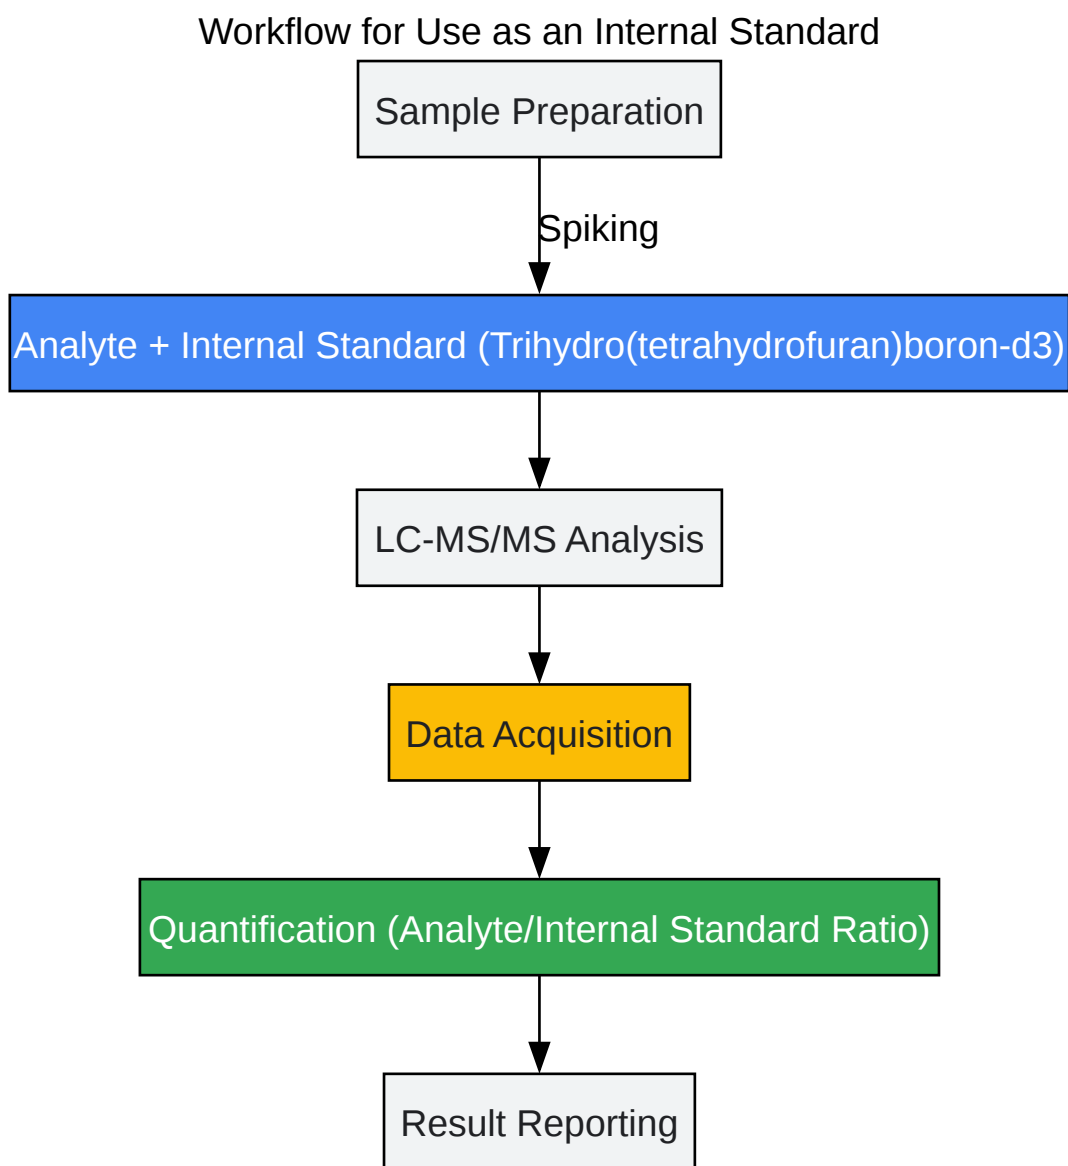 Workflow for Use as an Internal Standard
Sample Preparation
Spiking
Analyte + Internal Standard (Trihydro(tetrahydrofuran)boron-d3)
LC-MS/MS Analysis
Data Acquisition
Quantification (Analyte/Internal Standard Ratio)
Result Reporting